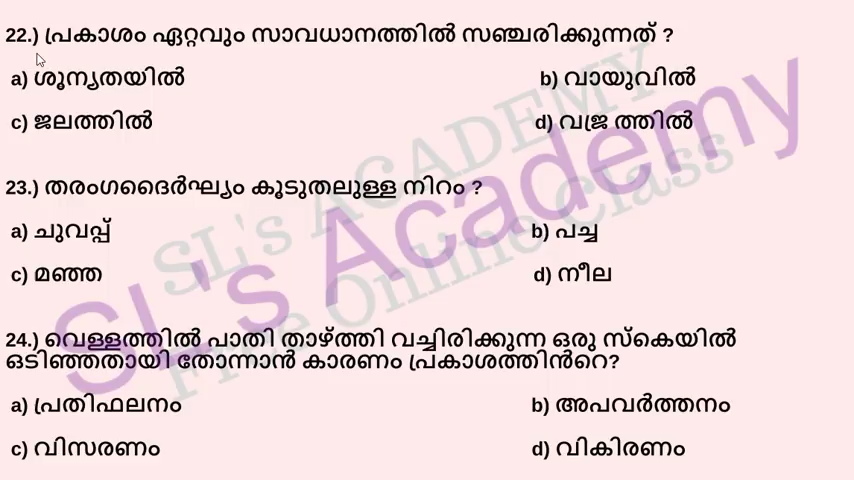 22.) പ്രകാശം ഏറ്റവും സാവധാനത്തിൽ സഞ്ചരിക്കുന്നത് ?
a) ശൂന്യതയിൽ b) വായുവിൽ
c) ജലത്തിൽ d) വജ്ര ത്തിൽ
23.) തരംഗദൈർഘ്യം കൂടുതലുള്ള നിറം ?
a) ചുവപ്പ് b) പച്ച
c) മഞ്ഞ d) നീല
24.) വെള്ളത്തിൽ പാതി താഴ്ത്തി വച്ചിരിക്കുന്ന ഒരു സ്കെയിൽ
ഒടിഞ്ഞതായി തോന്നാൻ കാരണം പ്രകാശത്തിൻറെ?
a) പ്രതിഫലനം b) അപവർത്തനം
c) വിസരണം d) വികിരണം
SL's Academy
SL's ACADEMY
Free Online Class